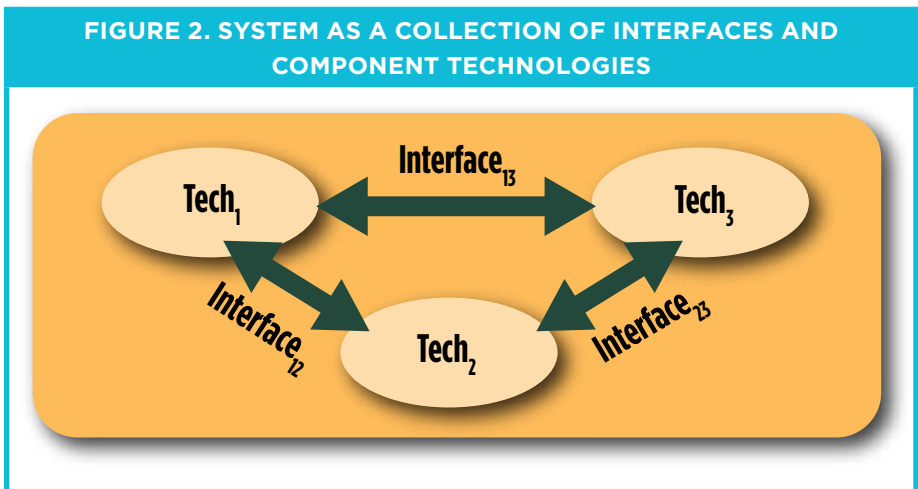 FIGURE 2. SYSTEM AS A COLLECTION OF INTERFACES AND
COMPONENT TECHNOLOGIES
Interface₁₃
Tech₁
Tech₃
Interface₁₂
Interface₂₃
Tech₂